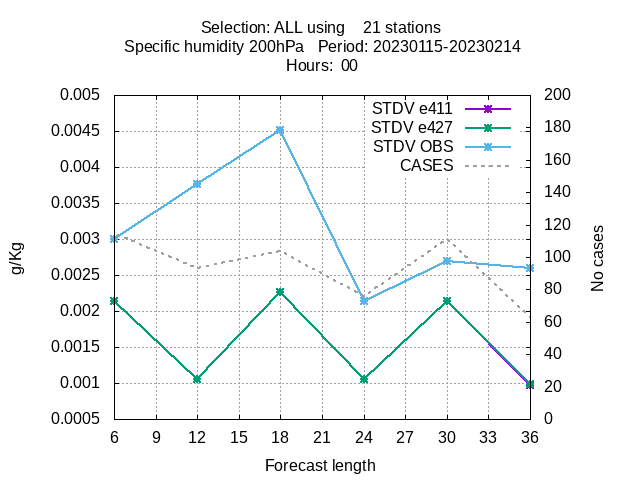 Selection: ALL using    21 stations
Specific humidity 200hPa   Period: 20230115-20230214
Hours:  00
STDV e411
STDV e427
STDV OBS
CASES
0.005
0.0045
0.004
0.0035
0.003
0.0025
0.002
0.0015
0.001
0.0005
g/Kg
200
180
160
140
120
100
80
60
40
20
0
No cases
6 9 12 15 18 21 24 27 30 33 36
Forecast length